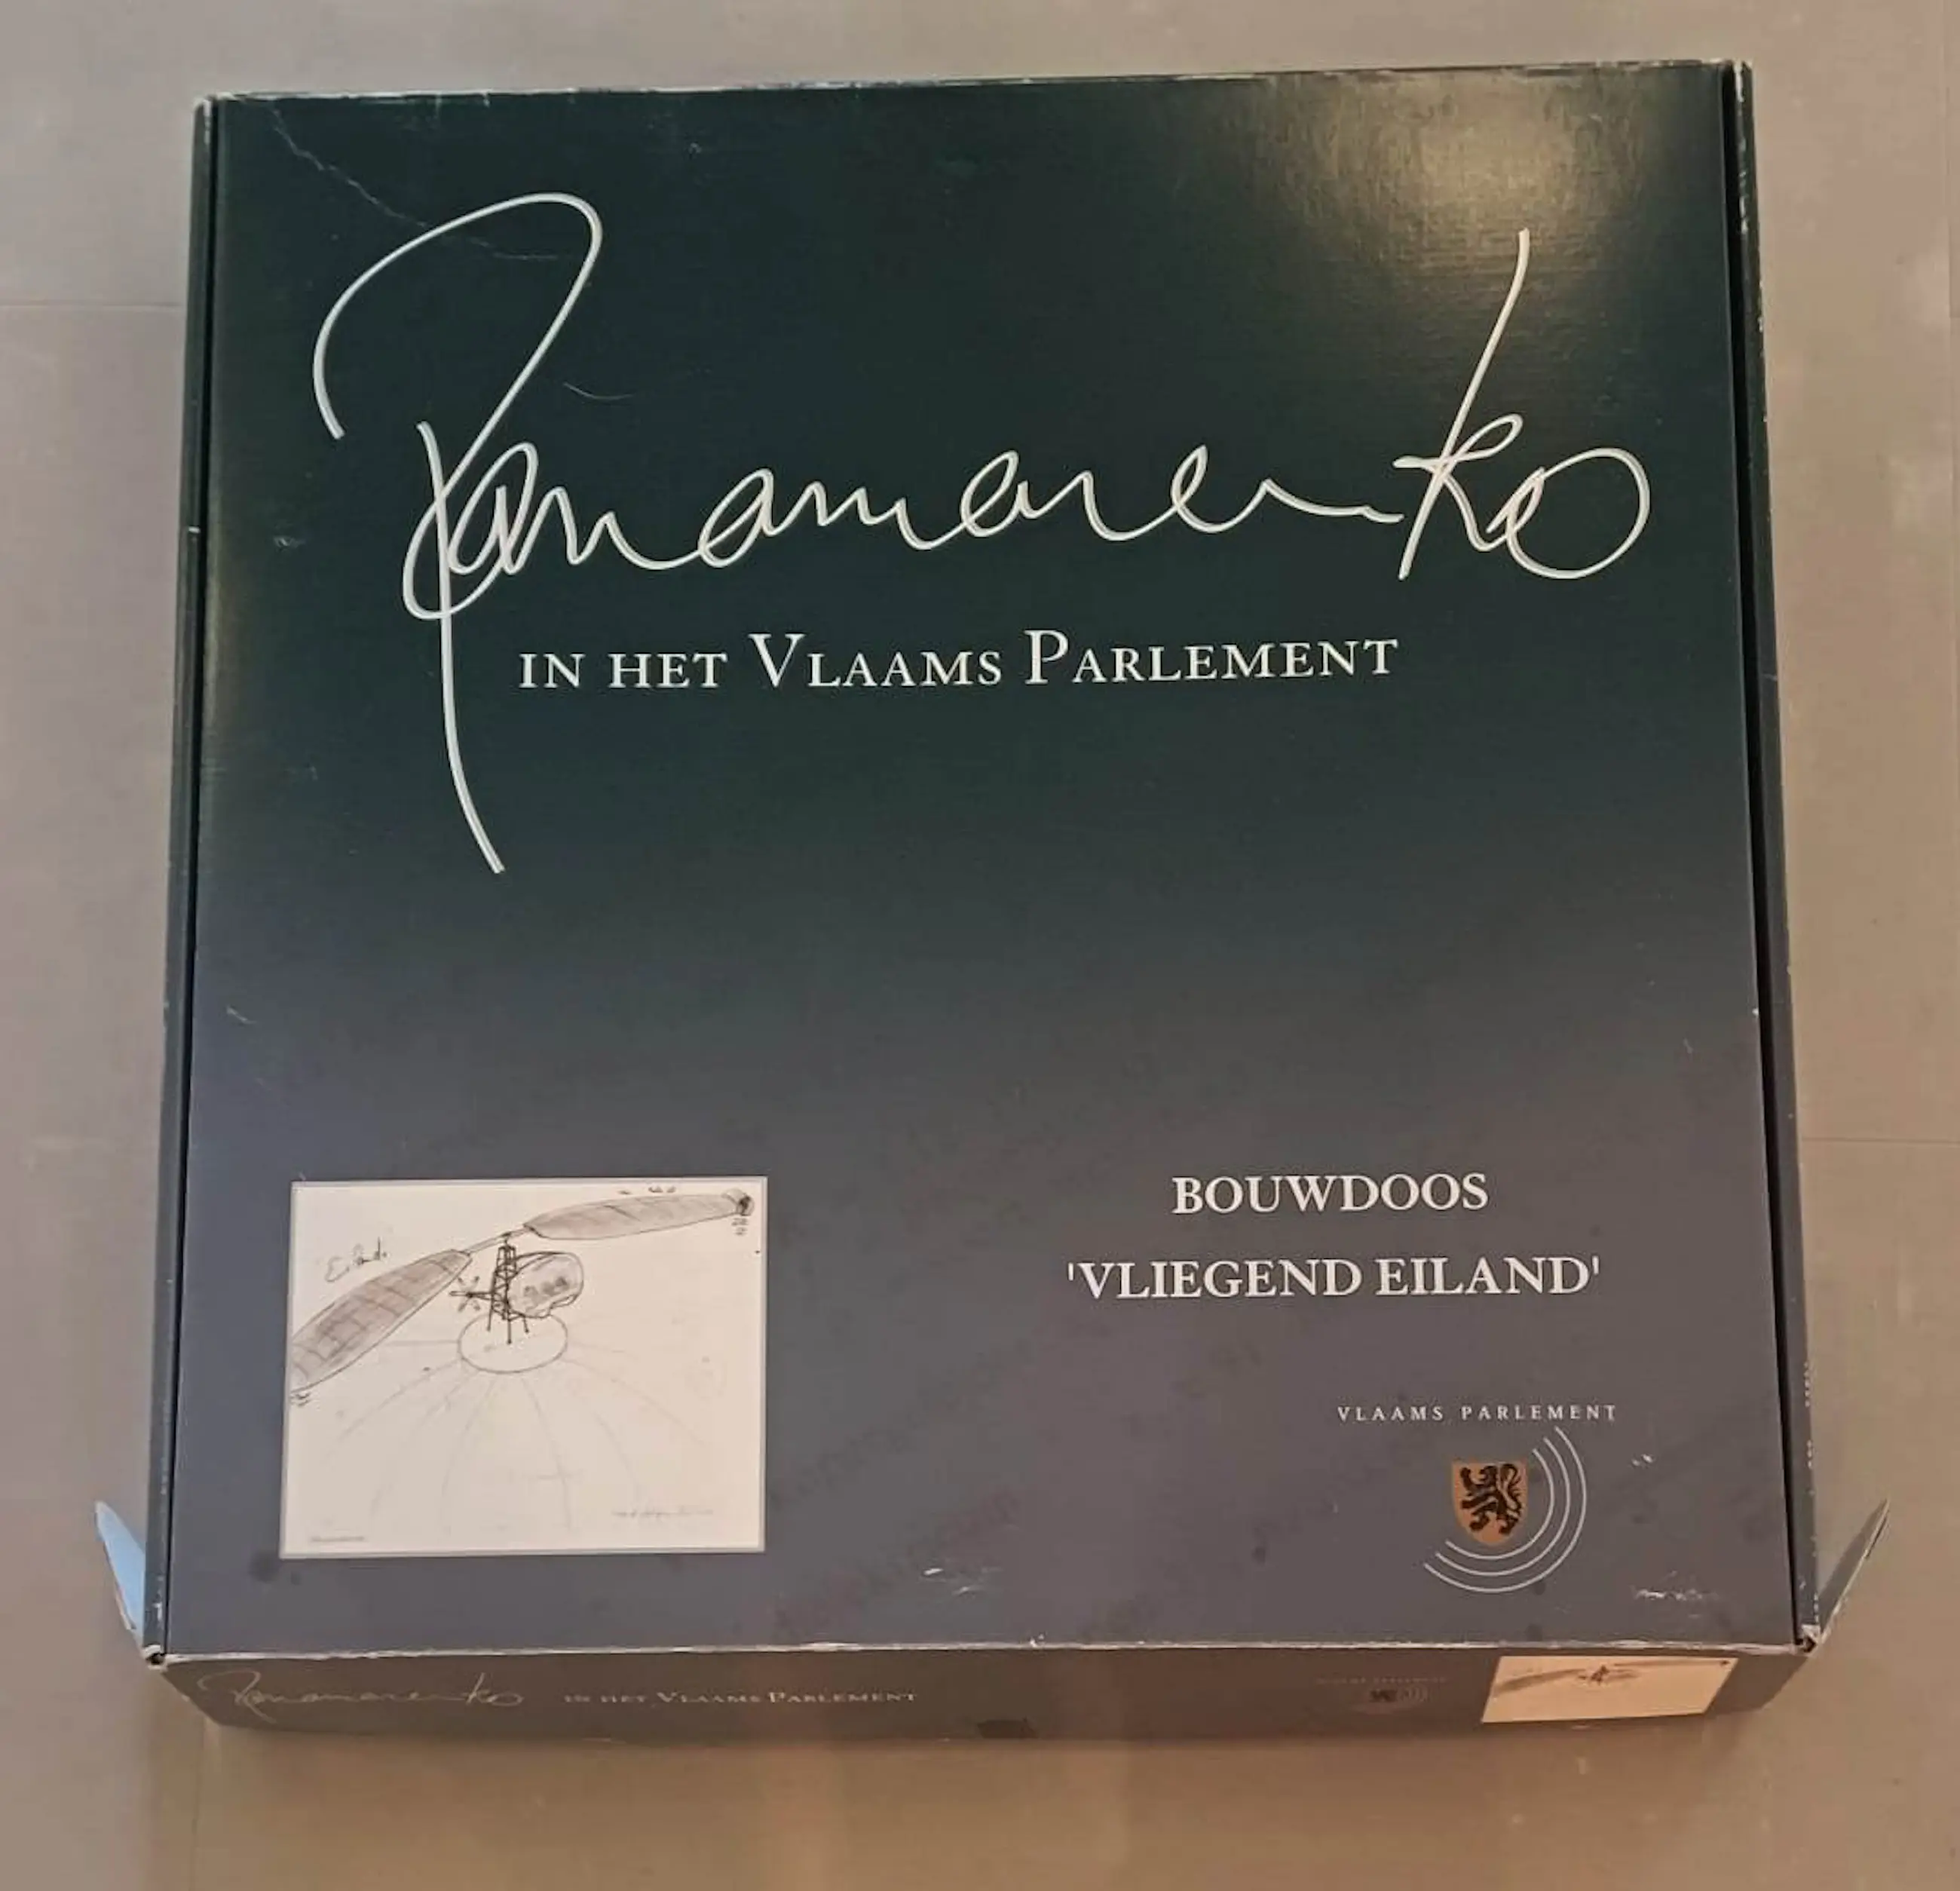 Panamarenko
IN HET VLAAMS PARLEMENT
BOUWDOOS
'VLIEGEND EILAND'
VLAAMS PARLEMENT
Panamarenko IN HET VLAAMS PARLEMENT